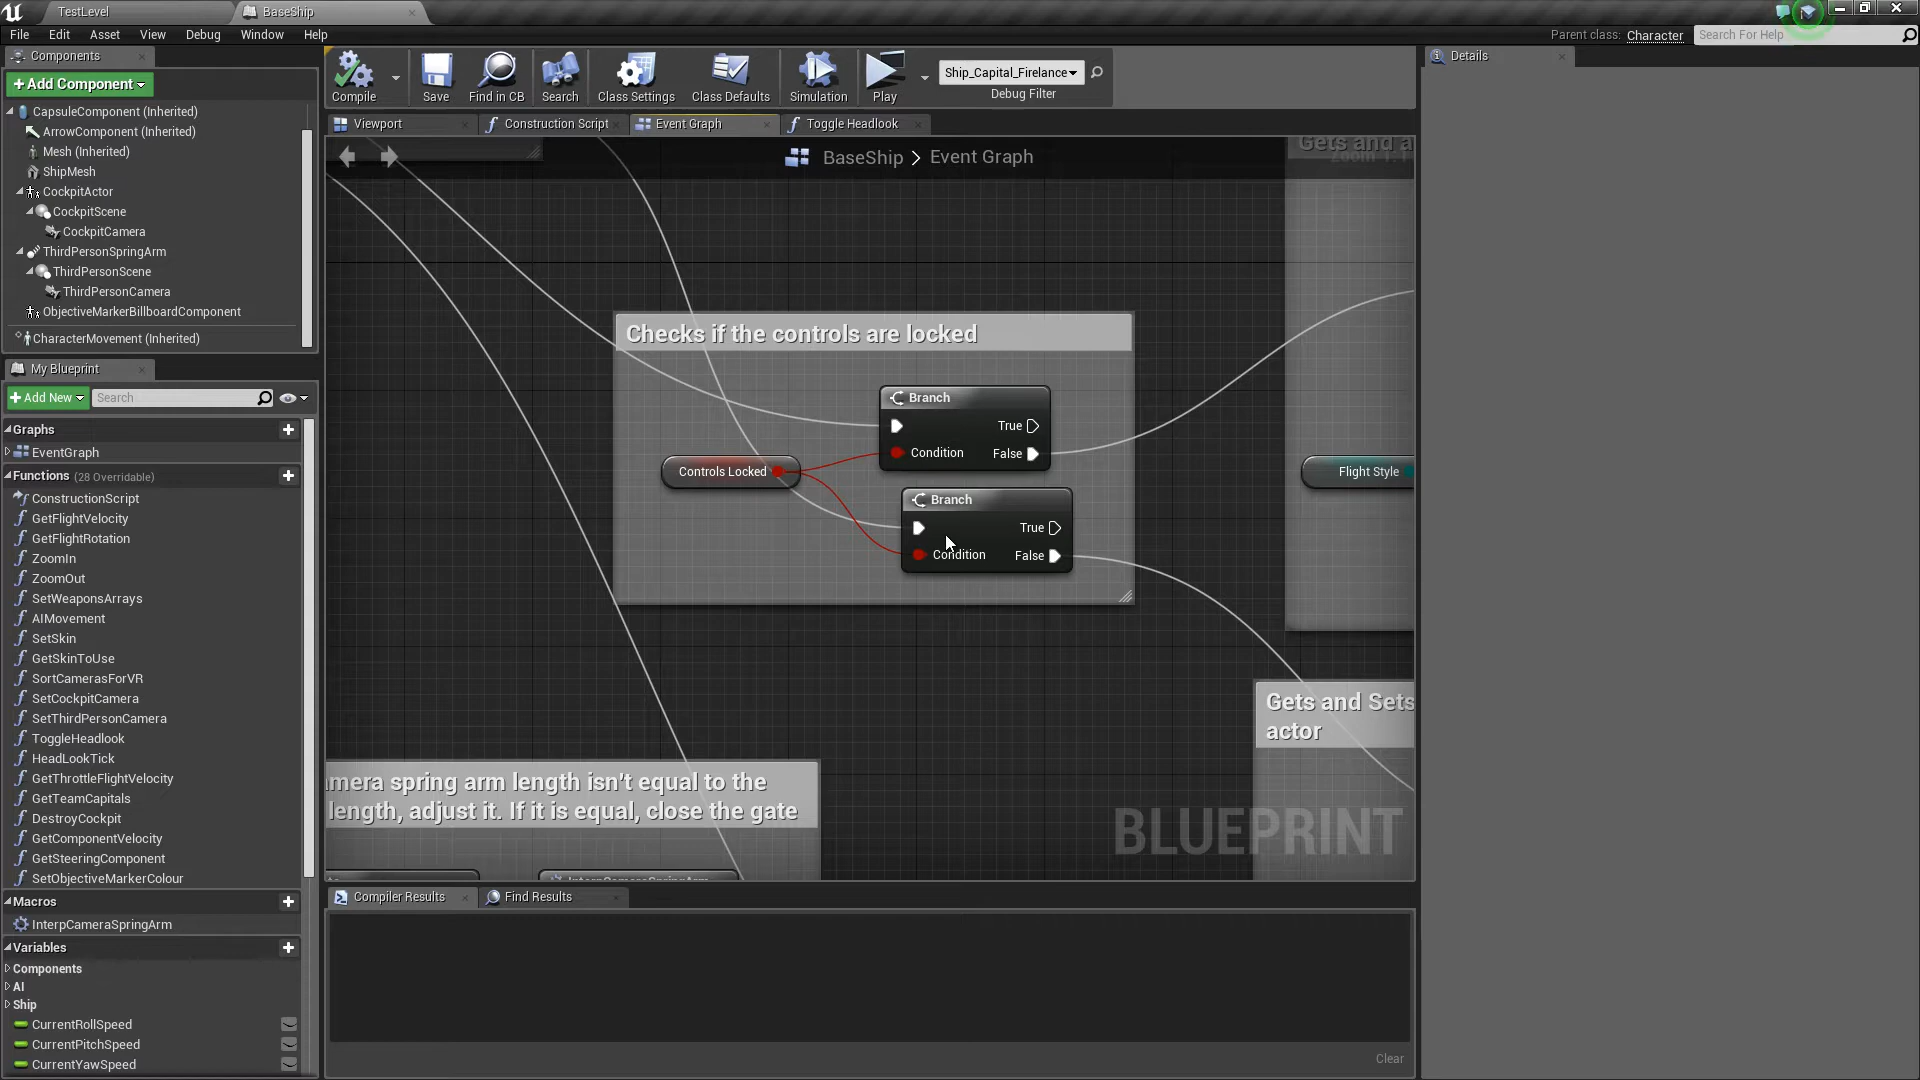 TestLevel
BaseShip
File Edit Asset View Debug Window Help
Parent class: Character
Search For Help
Components
+ Add Component
CapsuleComponent (Inherited)
ArrowComponent (Inherited)
Mesh (Inherited)
ShipMesh
CockpitActor
CockpitScene
CockpitCamera
ThirdPersonSpringArm
ThirdPersonScene
ThirdPersonCamera
ObjectiveMarkerBillboardComponent
CharacterMovement (Inherited)
My Blueprint
+ Add New
Search
Graphs
EventGraph
Functions (28 Overridable)
ConstructionScript
GetFlightVelocity
GetFlightRotation
ZoomIn
ZoomOut
SetWeaponsArrays
AIMovement
SetSkin
GetSkinToUse
SortCamerasForVR
SetCockpitCamera
SetThirdPersonCamera
ToggleHeadlook
HeadLookTick
GetThrottleFlightVelocity
GetTeamCapitals
DestroyCockpit
GetComponentVelocity
GetSteeringComponent
SetObjectiveMarkerColour
Macros
InterpCameraSpringArm
Variables
Components
AI
Ship
CurrentRollSpeed
CurrentPitchSpeed
CurrentYawSpeed
Compile
Save
Find in CB
Search
Class Settings
Class Defaults
Simulation
Play
Ship_Capital_Firelance
Debug Filter
Viewport
Construction Script
Event Graph
Toggle Headlook
BaseShip > Event Graph
Gets and a
Zoom 1:1
Checks if the controls are locked
Branch
True
Condition False
Controls Locked
Branch
True
Condition False
Flight Style
Gets and Sets
actor
mera spring arm length isn't equal to the
length, adjust it. If it is equal, close the gate
InterpCameraSpringArm
BLUEPRINT
Compiler Results
Find Results
Clear
Details